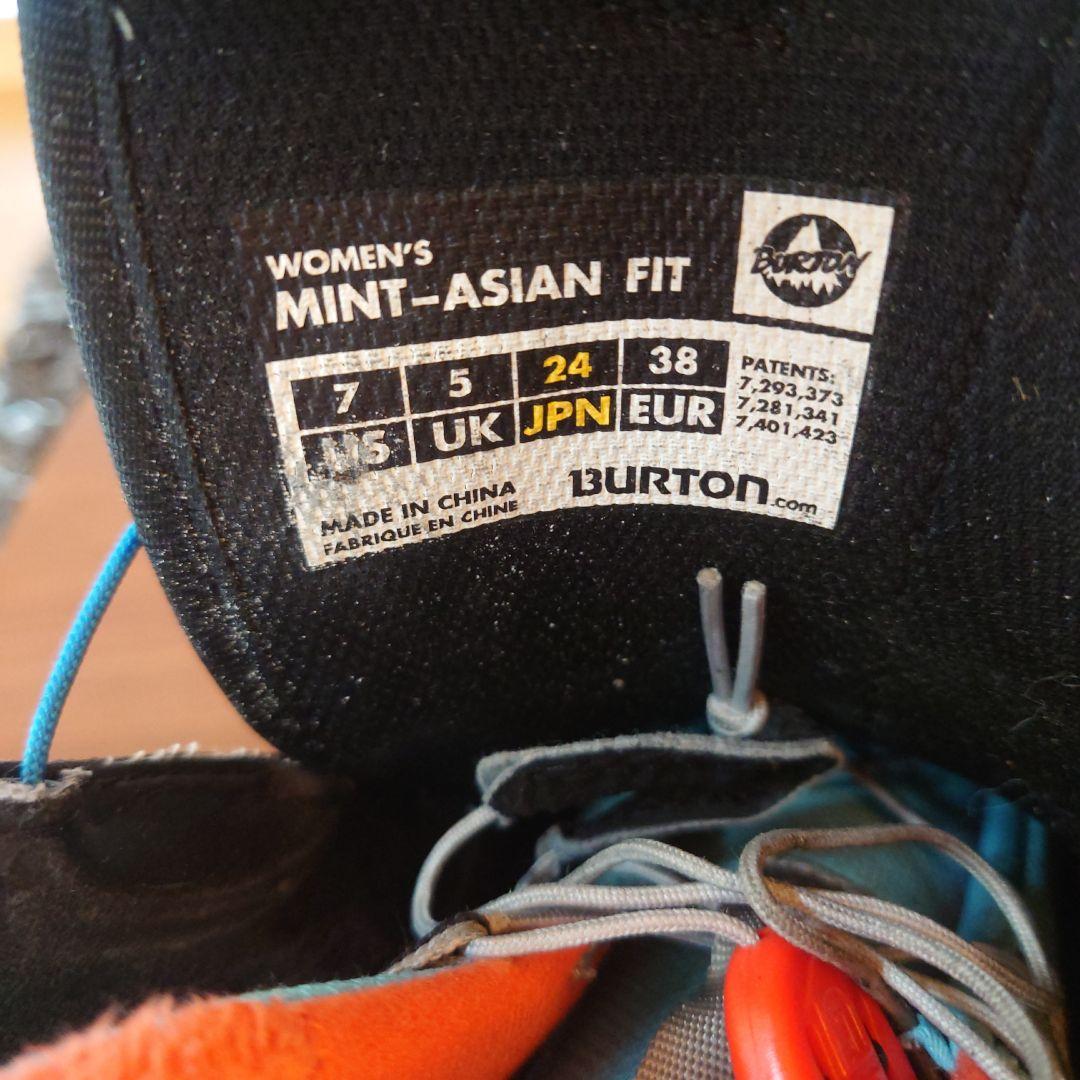 WOMEN'S
MINT–ASIAN FIT
BURTON
7 5 24 38
US UK JPN EUR
PATENTS:
7,293,373
7,281,341
7,401,423
MADE IN CHINA
FABRIQUE EN CHINE
BURTON.com